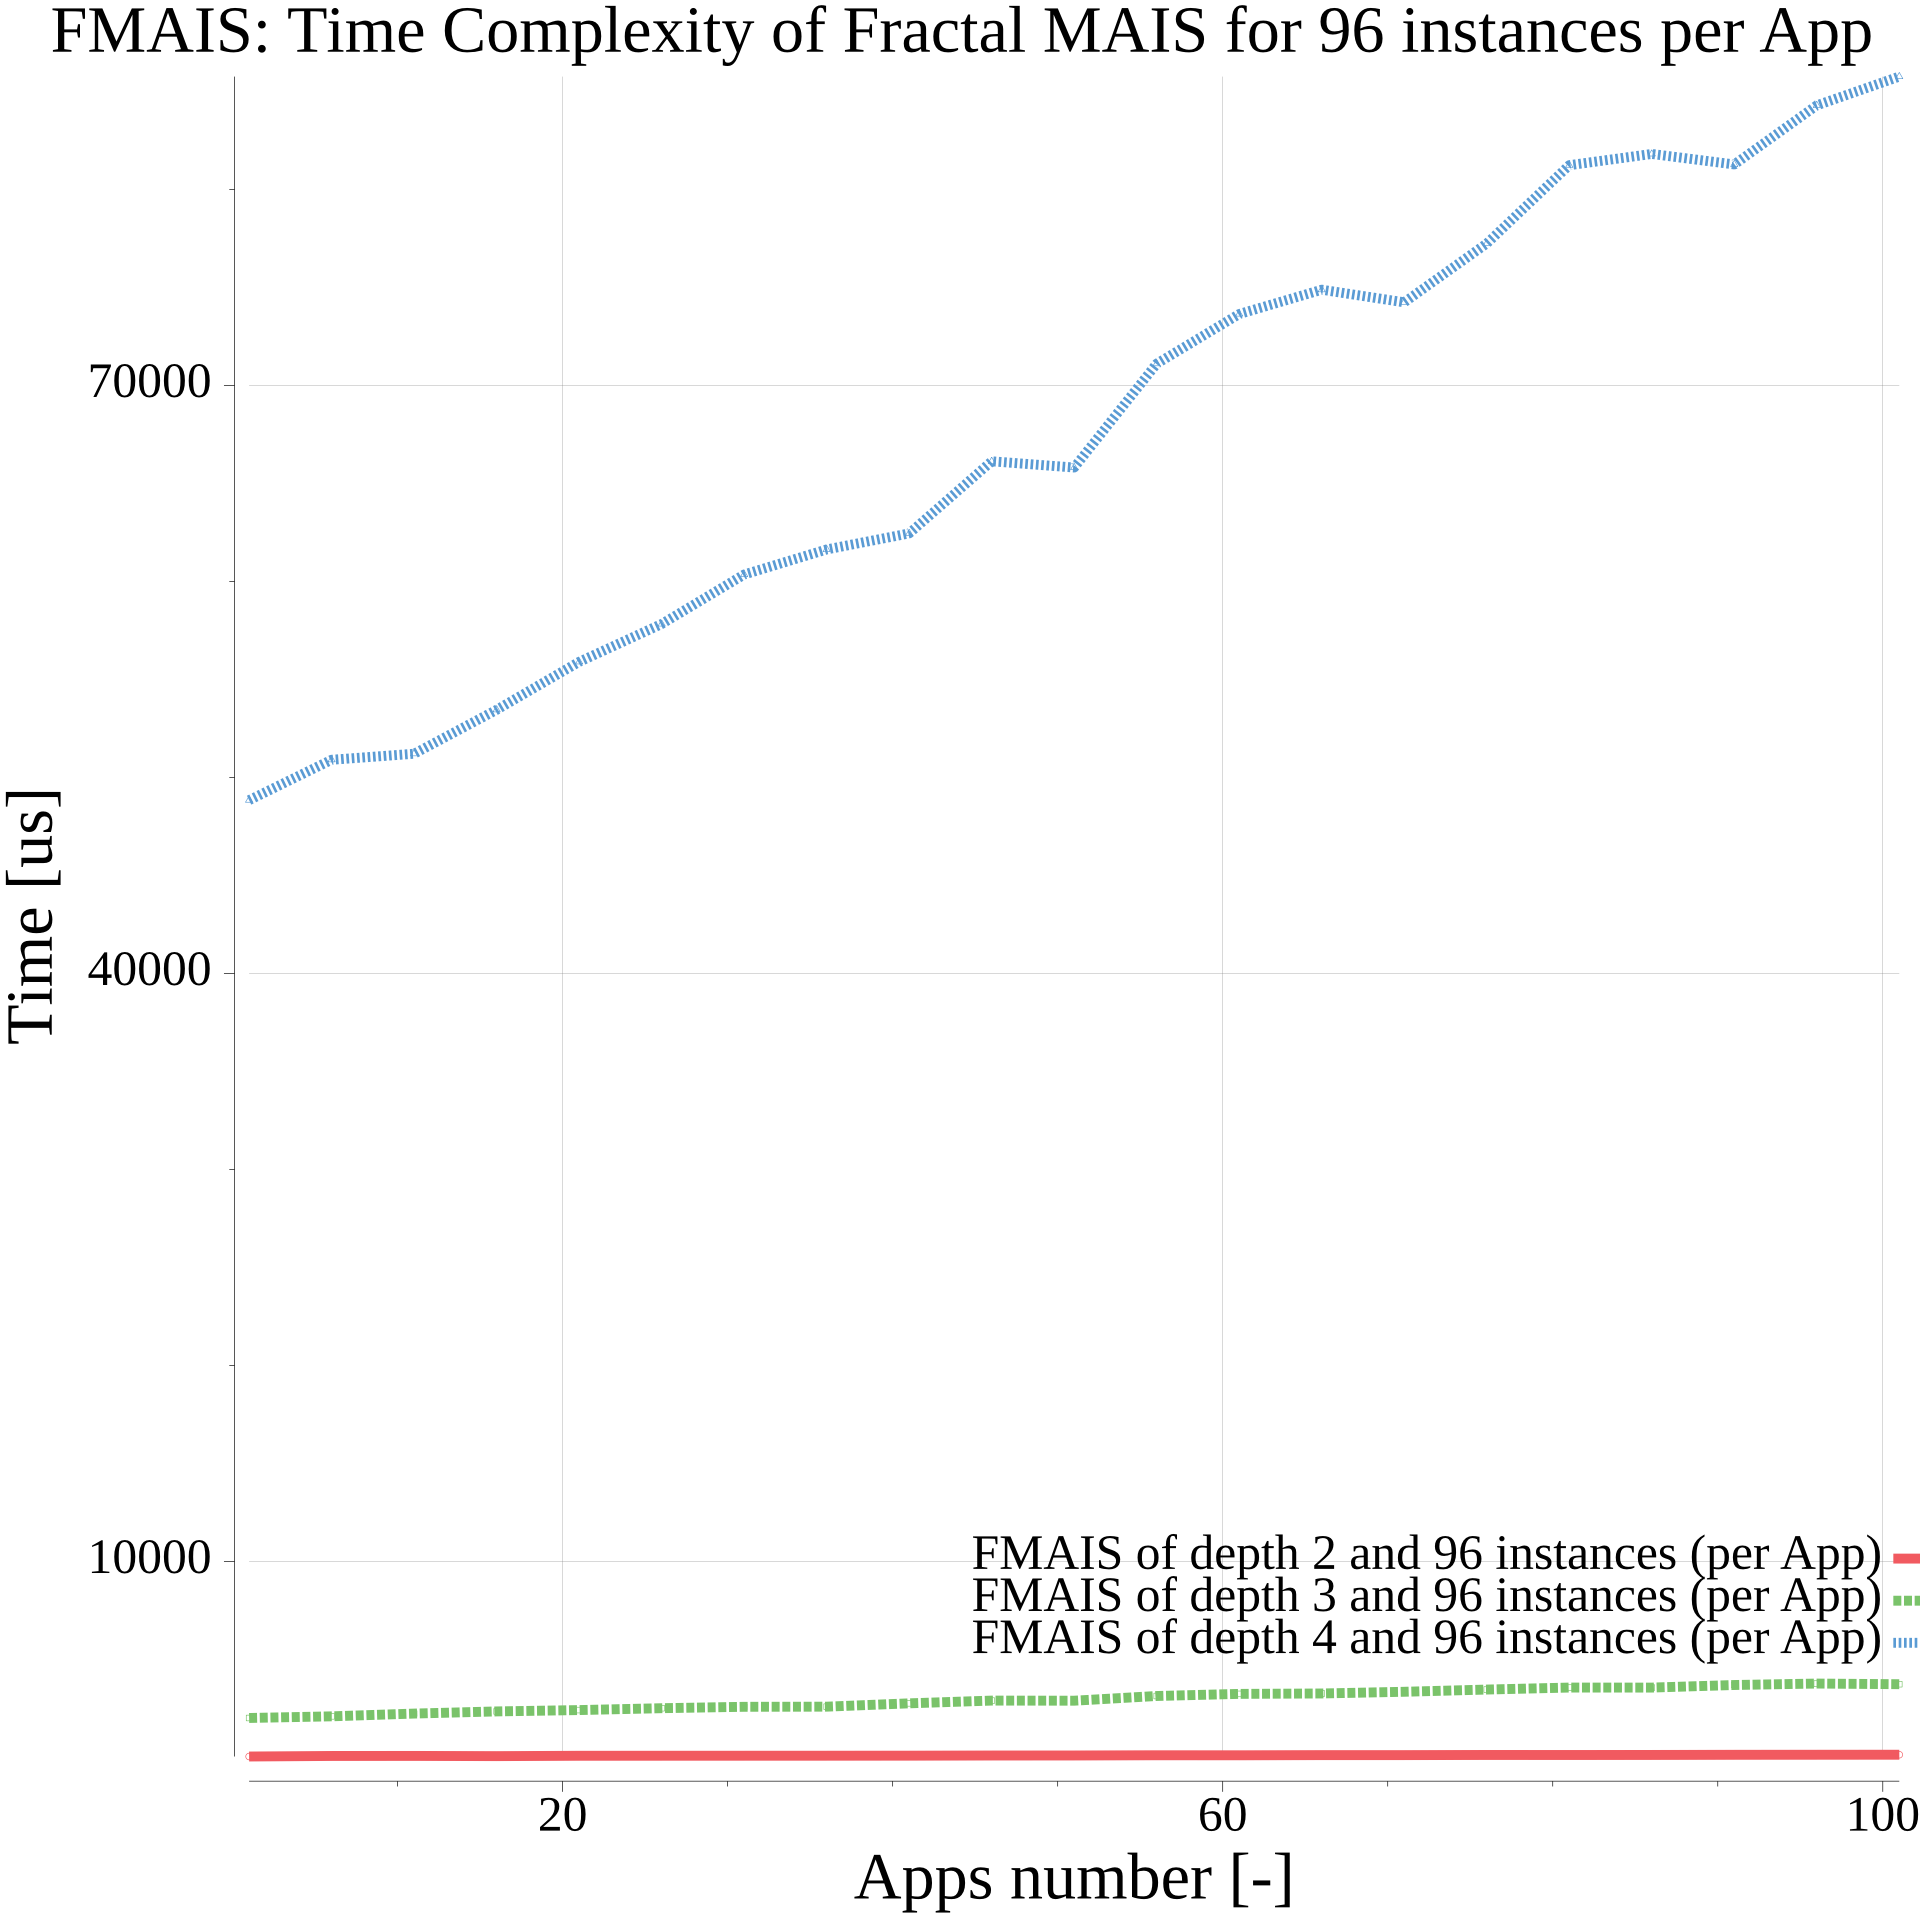 FMAIS: Time Complexity of Fractal MAIS for 96 instances per App
70000
40000
10000
Time [us]
FMAIS of depth 2 and 96 instances (per App)
FMAIS of depth 3 and 96 instances (per App)
FMAIS of depth 4 and 96 instances (per App)
20
60
100
Apps number [-]